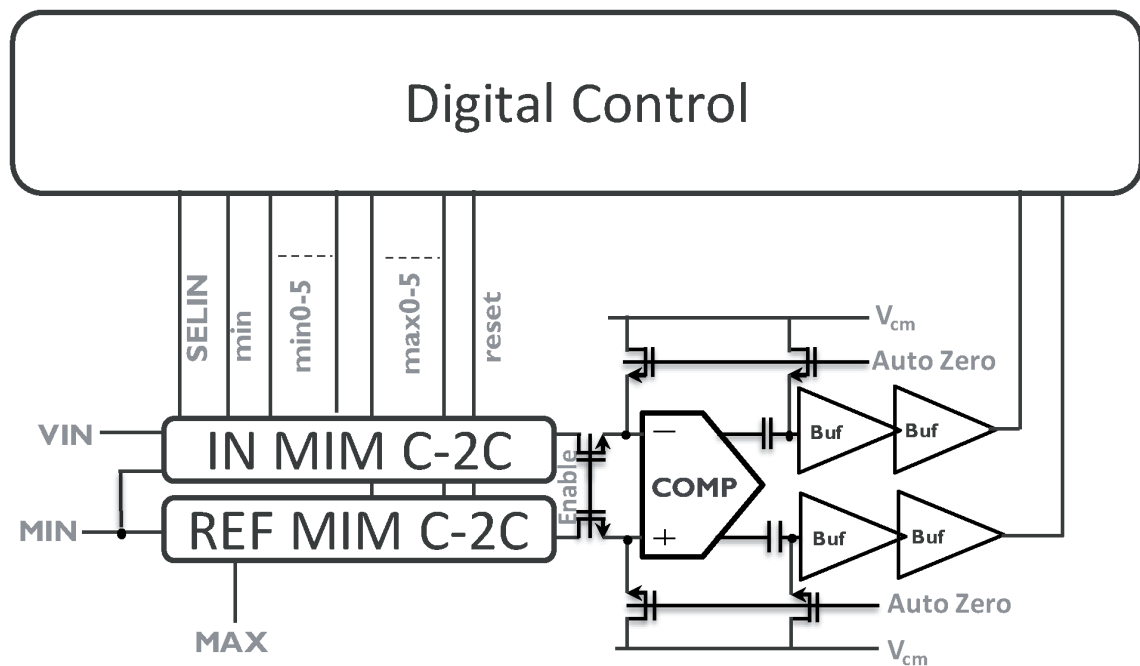 Digital Control
SELIN
min
min0-5
max0-5
reset
Vcm
Auto Zero
VIN
IN MIM C-2C
Enable
−
COMP
+
Buf
Buf
MIN
REF MIM C-2C
Buf
Buf
Auto Zero
MAX
Vcm